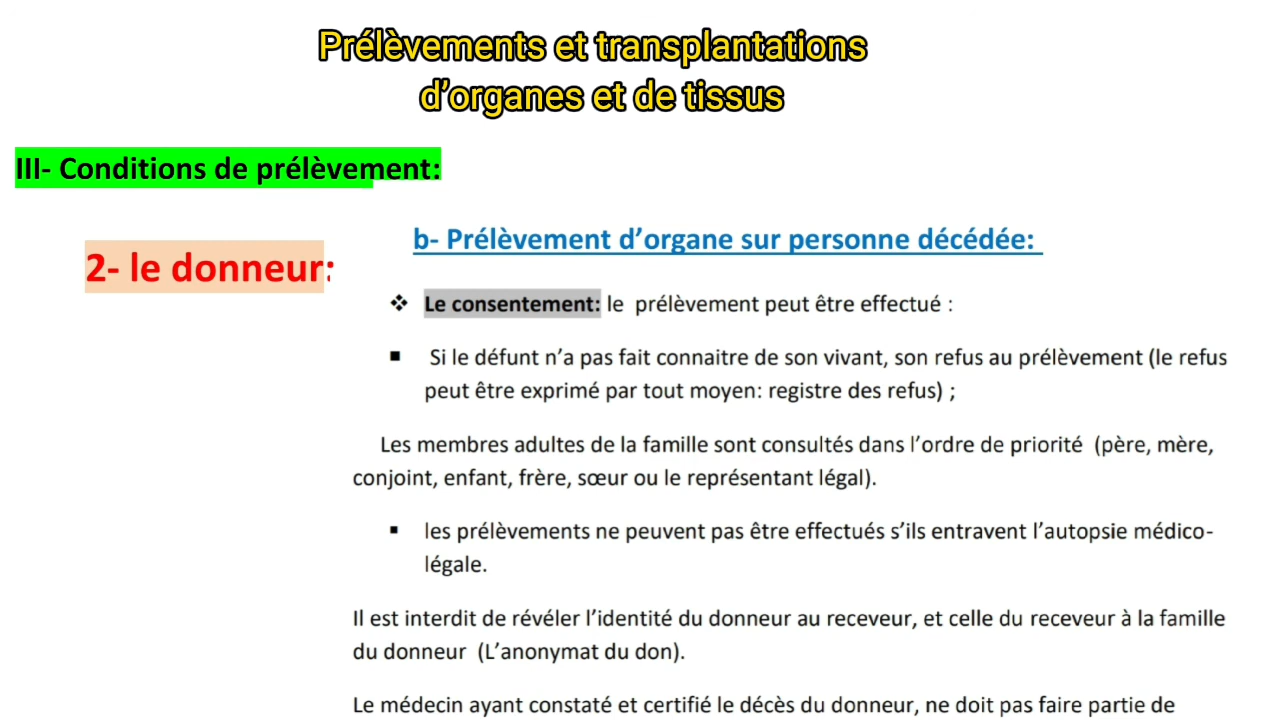 Prélèvements et transplantations
d’organes et de tissus
III- Conditions de prélèvement:
2- le donneur:
b- Prélèvement d’organe sur personne décédée:
❖ Le consentement: le prélèvement peut être effectué :
▪ Si le défunt n’a pas fait connaitre de son vivant, son refus au prélèvement (le refus
peut être exprimé par tout moyen: registre des refus) ;
Les membres adultes de la famille sont consultés dans l’ordre de priorité (père, mère,
conjoint, enfant, frère, sœur ou le représentant légal).
▪ les prélèvements ne peuvent pas être effectués s’ils entravent l’autopsie médico-
légale.
Il est interdit de révéler l’identité du donneur au receveur, et celle du receveur à la famille
du donneur (L’anonymat du don).
Le médecin ayant constaté et certifié le décès du donneur, ne doit pas faire partie de